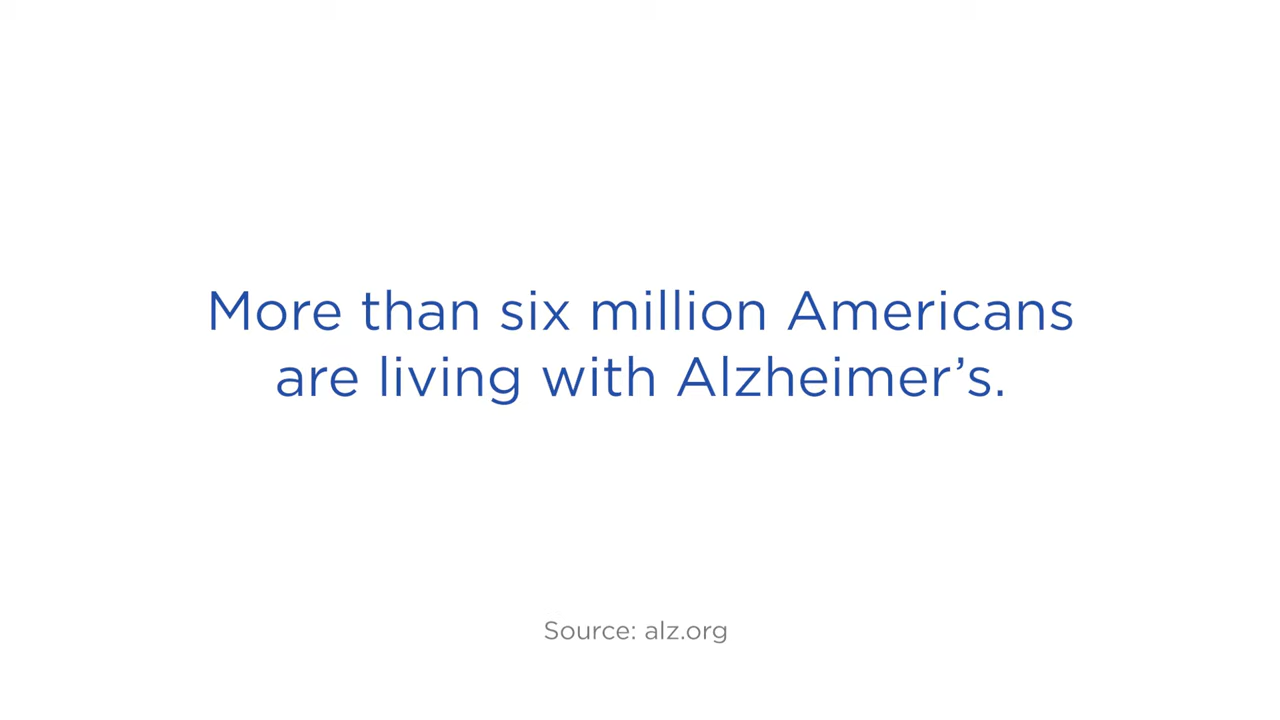 More than six million Americans
are living with Alzheimer’s.
Source: alz.org